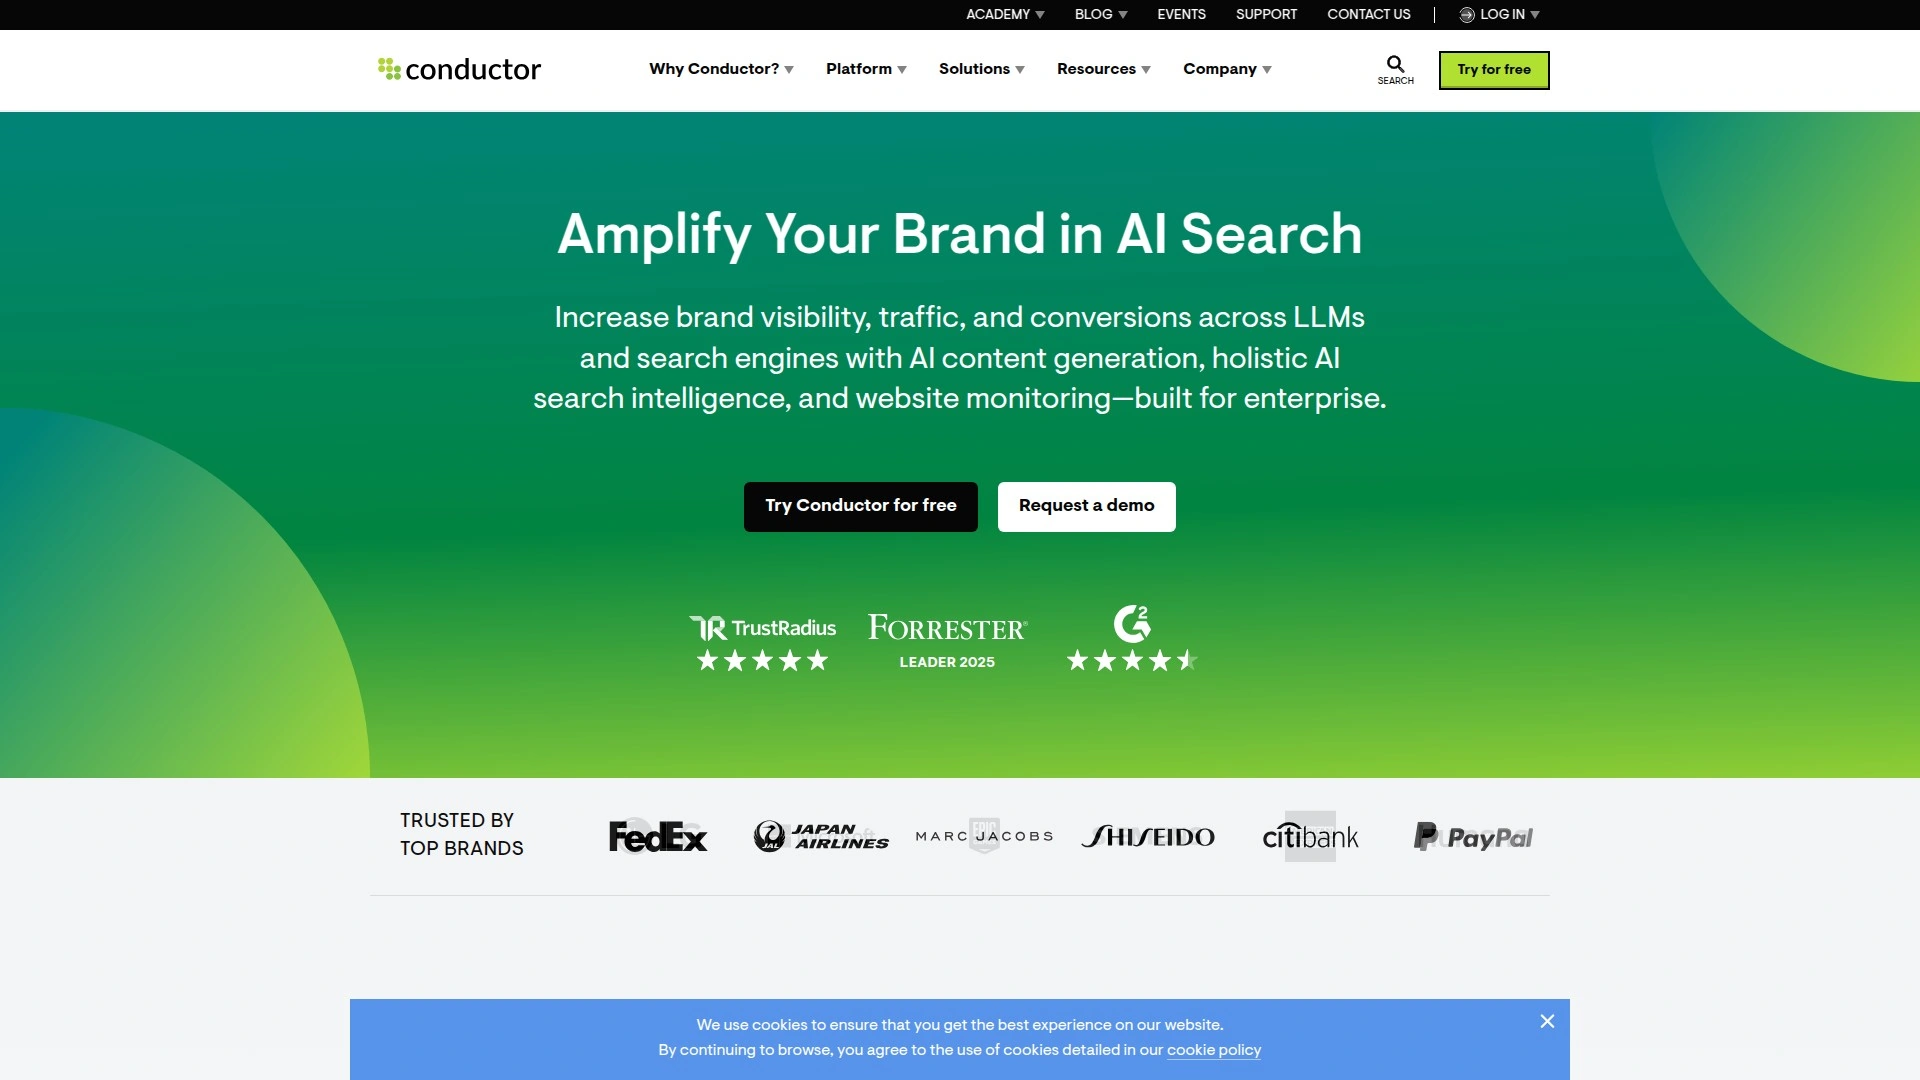 ACADEMY
BLOG
EVENTS
SUPPORT
CONTACT US
LOG IN
conductor
Why Conductor?
Platform
Solutions
Resources
Company
SEARCH
Try for free
Amplify Your Brand in AI Search
Increase brand visibility, traffic, and conversions across LLMs
and search engines with AI content generation, holistic AI
search intelligence, and website monitoring—built for enterprise.
Try Conductor for free
Request a demo
TR TrustRadius
FORRESTER®
LEADER 2025
G2
TRUSTED BY
TOP BRANDS
FedEx
JAL
JAPAN
AIRLINES
MARC JACOBS
EPIC
SHISEIDO
citibank
PayPal
We use cookies to ensure that you get the best experience on our website.
By continuing to browse, you agree to the use of cookies detailed in our cookie policy